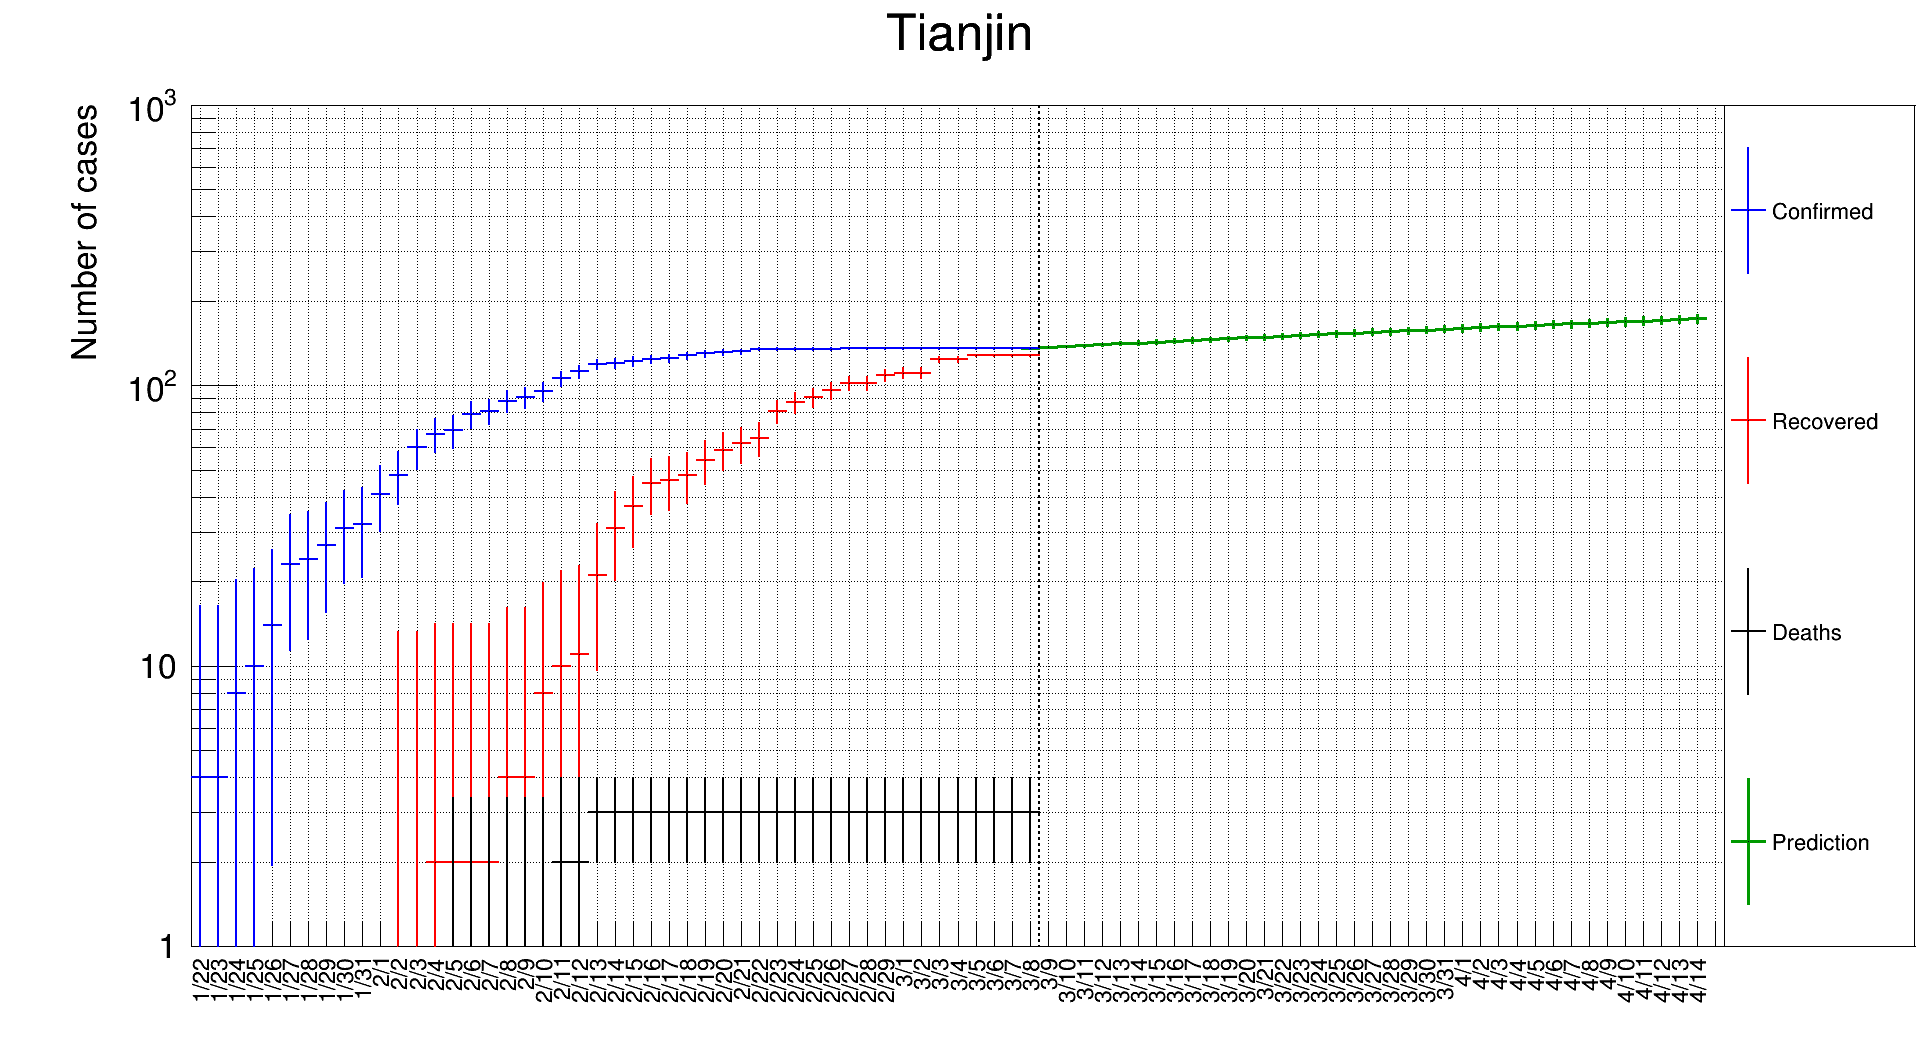 Tianjin
Number of cases
10³
10²
10
1
1/22 1/23 1/24 1/25 1/26 1/27 1/28 1/29 1/30 1/31 2/1 2/2 2/3 2/4 2/5 2/6 2/7 2/8 2/9 2/10 2/11 2/12 2/13 2/14 2/15 2/16 2/17 2/18 2/19 2/20 2/21 2/22 2/23 2/24 2/25 2/26 2/27 2/28 2/29 3/1 3/2 3/3 3/4 3/5 3/6 3/7 3/8 3/9 3/10 3/11 3/12 3/13 3/14 3/15 3/16 3/17 3/18 3/19 3/20 3/21 3/22 3/23 3/24 3/25 3/26 3/27 3/28 3/29 3/30 3/31 4/1 4/2 4/3 4/4 4/5 4/6 4/7 4/8 4/9 4/10 4/11 4/12 4/13 4/14
Confirmed
Recovered
Deaths
Prediction